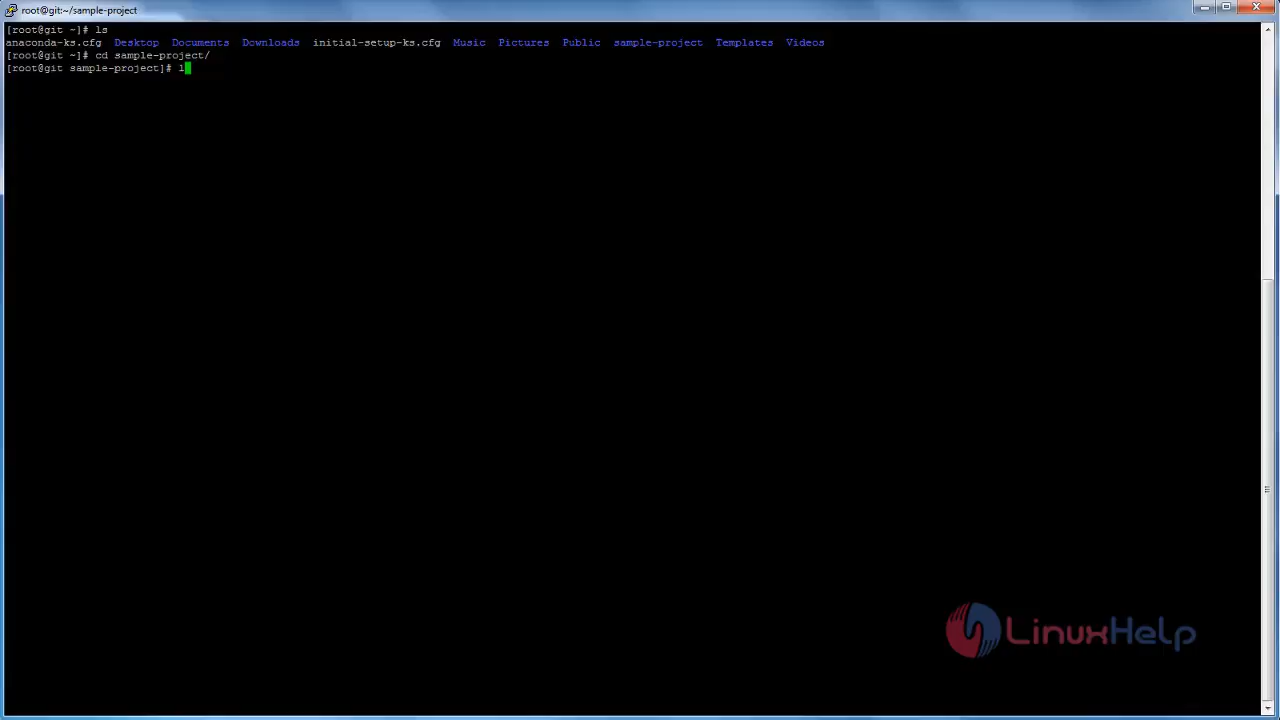 root@git:~/sample-project
[root@git ~]# ls
anaconda-ks.cfg Desktop Documents Downloads initial-setup-ks.cfg Music Pictures Public sample-project Templates Videos
[root@git ~]# cd sample-project/
[root@git sample-project]# l
LinuxHelp